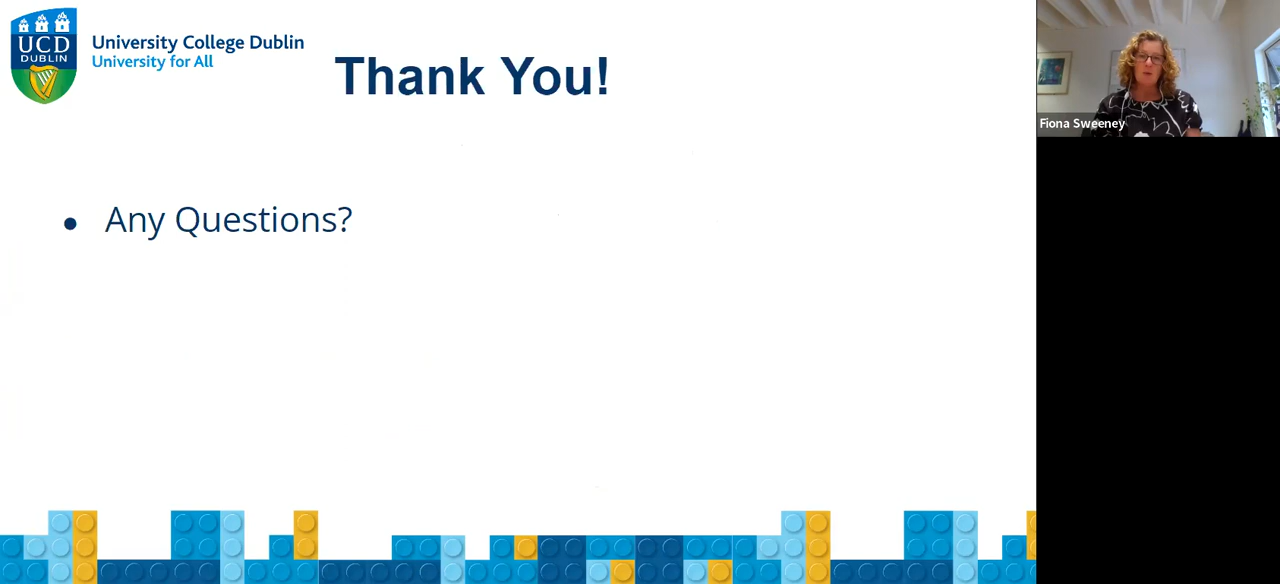 UCD
DUBLIN
University College Dublin
University for All
Thank You!
Fiona Sweeney
• Any Questions?